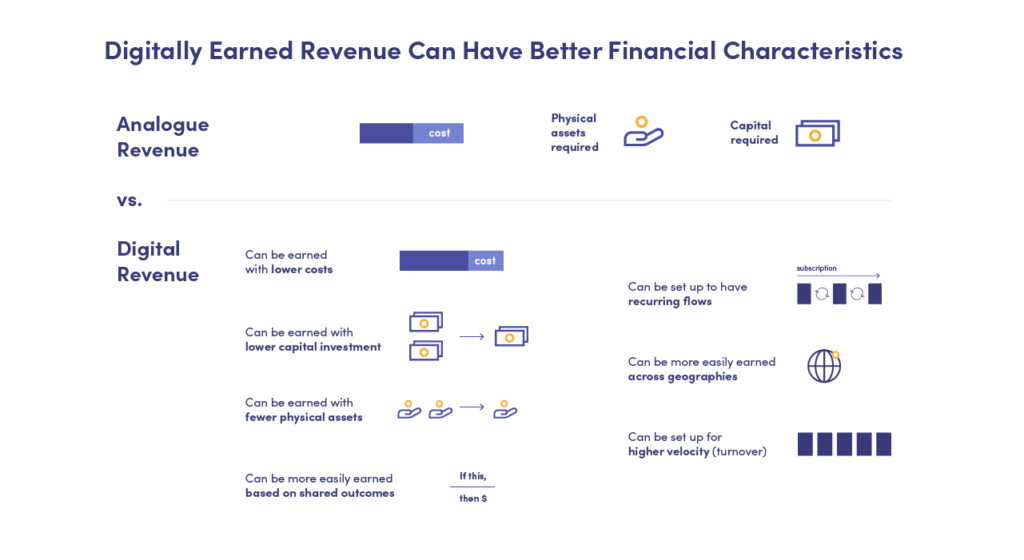 Digitally Earned Revenue Can Have Better Financial Characteristics
Analogue
Revenue
cost
Physical
assets
required
Capital
required
vs.
Digital
Revenue
Can be earned
with lower costs
cost
Can be earned with
lower capital investment
Can be earned with
fewer physical assets
Can be more easily earned
based on shared outcomes
If this,
then $
Can be set up to have
recurring flows
subscription
Can be more easily earned
across geographies
Can be set up for
higher velocity (turnover)